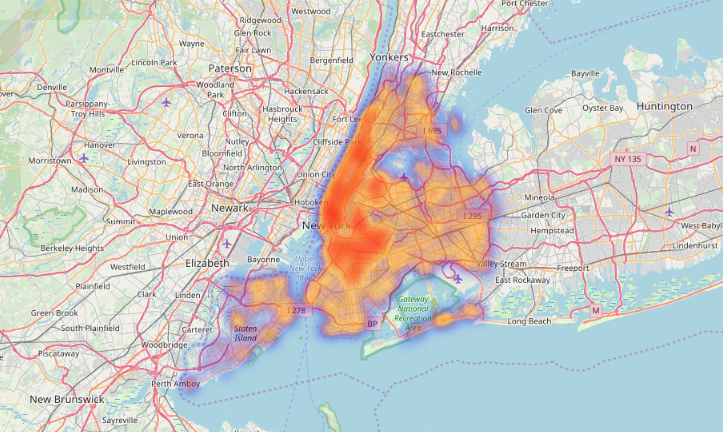 Port Chester
Westwood
Ridgewood
Glen Rock
Eastchester
Harrison
Wayne
Fair Lawn
Yonkers
Lincoln Park
Paterson
Bergenfield
Montville
New Rochelle
Bayville
Denville
Woodland
Park
Hackensack
Parsippany-
Troy Hills
Hasbrouck
Heights
Fort Lee
Glen Cove
Oyster Bay
Huntington
Clifton
Verona
Nutley
Cliffside Park
I 695
N
Hanover
Bloomfield
NY 135
Morristown
Livingston
North Arlington
Union City
East Orange
Madison
Mineola
Maplewood
Newark
Hoboken
I 295
Garden City
Summit
New York
Hempstead
West Baby
Union
Lindenhurst
Berkeley Heights
Elizabeth
Bayonne
Upper
New York
Valley Stream
Freeport
Westfield
East Rockaway
Plainfield
Clark
Linden
Gateway
National
Recreation
Area
Green Brook
I 278
M
South Plainfield
Carteret
Staten
Island
BP
Long Beach
Woodbridge
Piscataway
Perth Amboy
New Brunswick
Sayreville